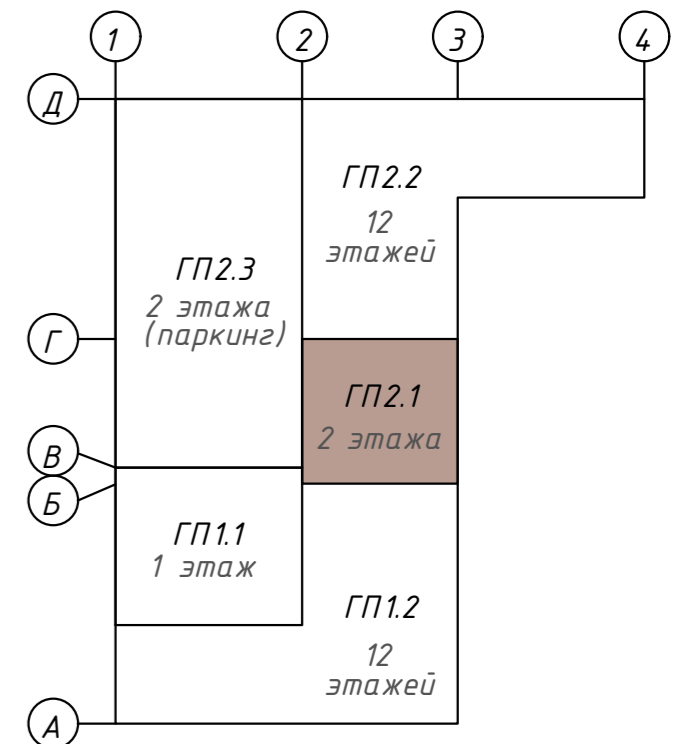 1
2
3
4
Д
ГП2.2
12
этажей
ГП2.3
2 этажа
(паркинг)
Г
ГП2.1
2 этажа
В
Б
ГП1.1
1 этаж
ГП1.2
12
этажей
А